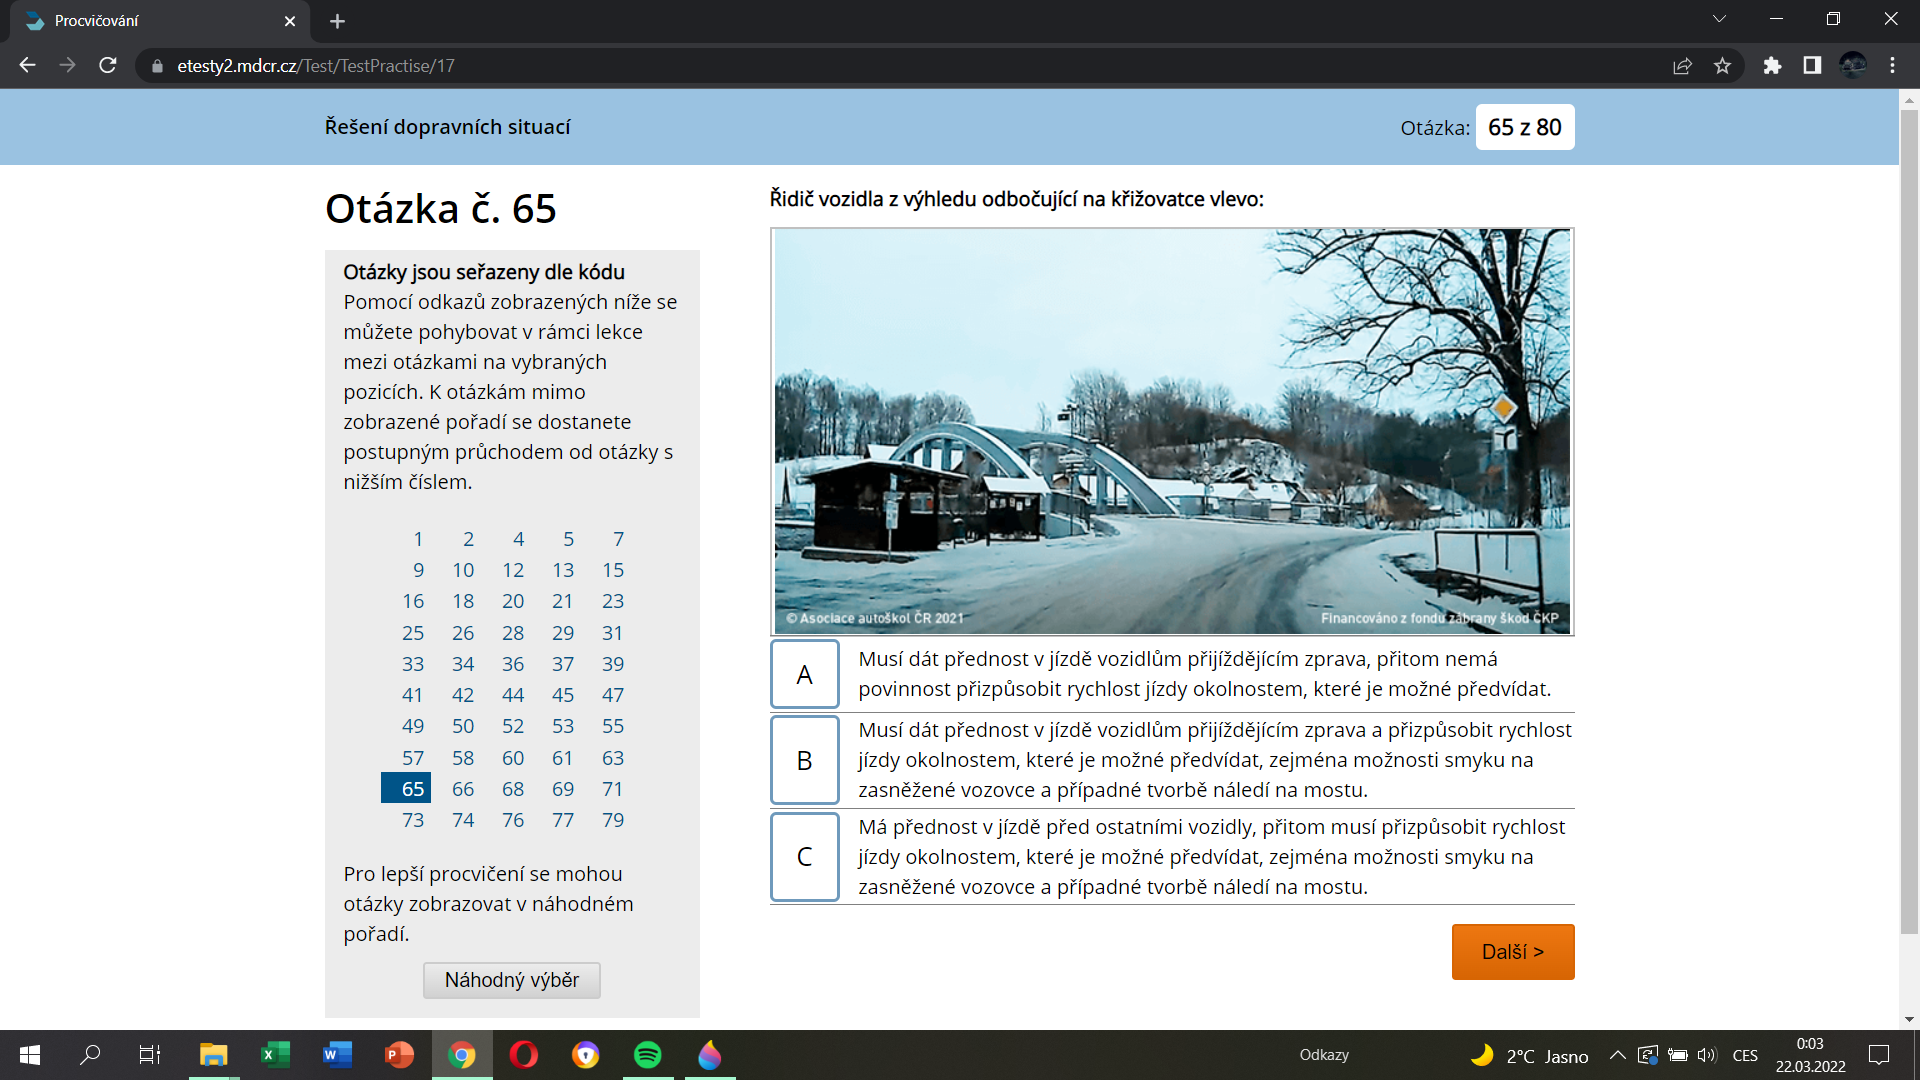 Procvičování
etesty2.mdcr.cz/Test/TestPractise/17
Řešení dopravních situací
Otázka: 65 z 80
Otázka č. 65
Otázky jsou seřazeny dle kódu
Pomocí odkazů zobrazených níže se
můžete pohybovat v rámci lekce
mezi otázkami na vybraných
pozicích. K otázkám mimo
zobrazené pořadí se dostanete
postupným průchodem od otázky s
nižším číslem.
1 2 4 5 7
9 10 12 13 15
16 18 20 21 23
25 26 28 29 31
33 34 36 37 39
41 42 44 45 47
49 50 52 53 55
57 58 60 61 63
65 66 68 69 71
73 74 76 77 79
Pro lepší procvičení se mohou
otázky zobrazovat v náhodném
pořadí.
Náhodný výběr
Řidič vozidla z výhledu odbočující na křižovatce vlevo:
© Asociace autoškol ČR 2021
Financováno z fondu zábrany škod ČKP
A
Musí dát přednost v jízdě vozidlům přijíždějícím zprava, přitom nemá
povinnost přizpůsobit rychlost jízdy okolnostem, které je možné předvídat.
B
Musí dát přednost v jízdě vozidlům přijíždějícím zprava a přizpůsobit rychlost
jízdy okolnostem, které je možné předvídat, zejména možnosti smyku na
zasněžené vozovce a případné tvorbě náledí na mostu.
C
Má přednost v jízdě před ostatními vozidly, přitom musí přizpůsobit rychlost
jízdy okolnostem, které je možné předvídat, zejména možnosti smyku na
zasněžené vozovce a případné tvorbě náledí na mostu.
Další >
Odkazy
2°C Jasno
CES
0:03
22.03.2022